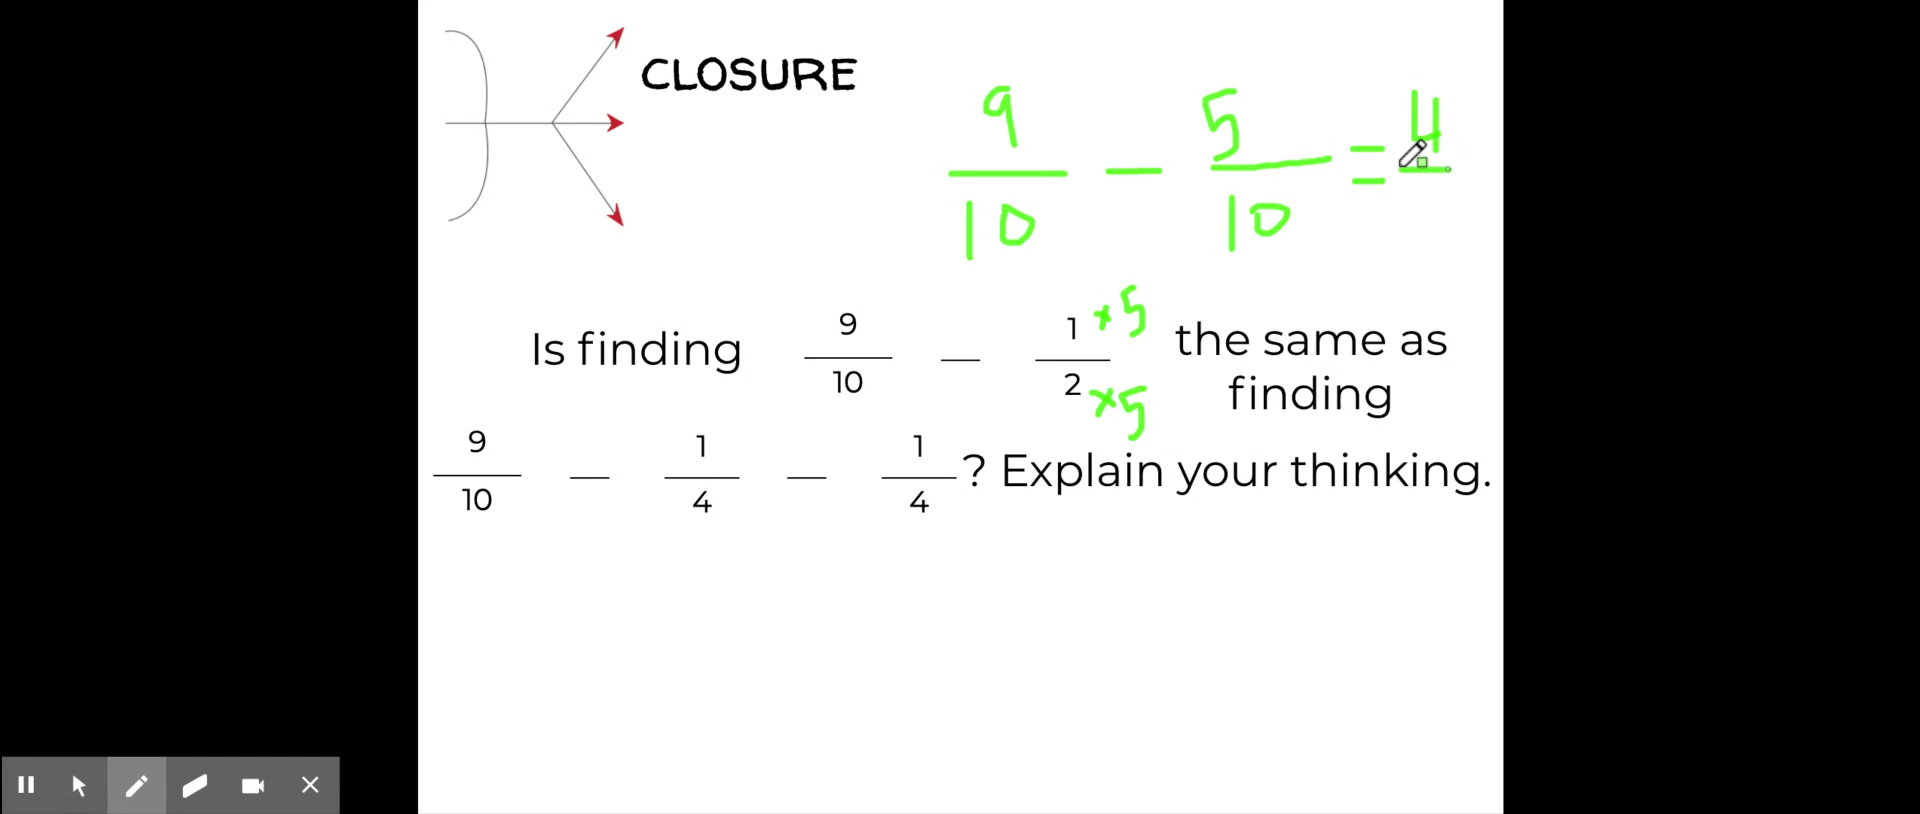 CLOSURE
9/10 − 5/10 = 4
Is finding 9/10 − 1×5/2×5 the same as
finding
9/10 − 1/4 − 1/4 ? Explain your thinking.